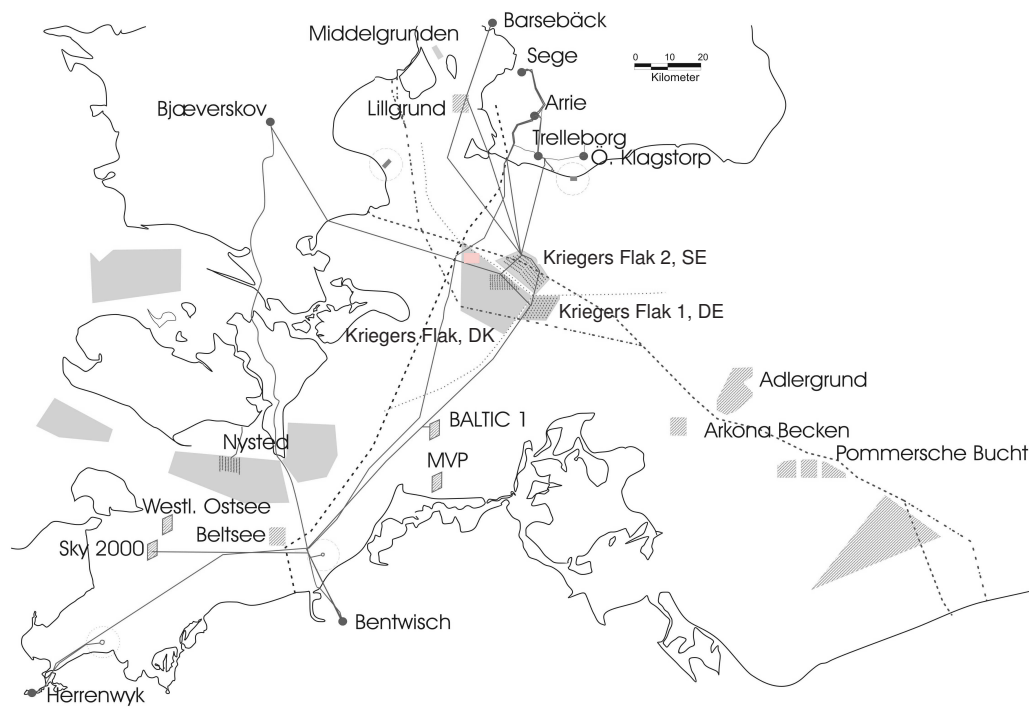 Barsebäck
Middelgrunden
Sege
0 10 20
Kilometer
Bjæverskov
Lillgrund
Arrie
Trelleborg
Ö. Klagstorp
Kriegers Flak 2, SE
Kriegers Flak 1, DE
Kriegers Flak, DK
Adlergrund
BALTIC 1
Arkona Becken
Nysted
MVP
Pommersche Bucht
Westl. Ostsee
Beltsee
Sky 2000
Bentwisch
Herrenwyk